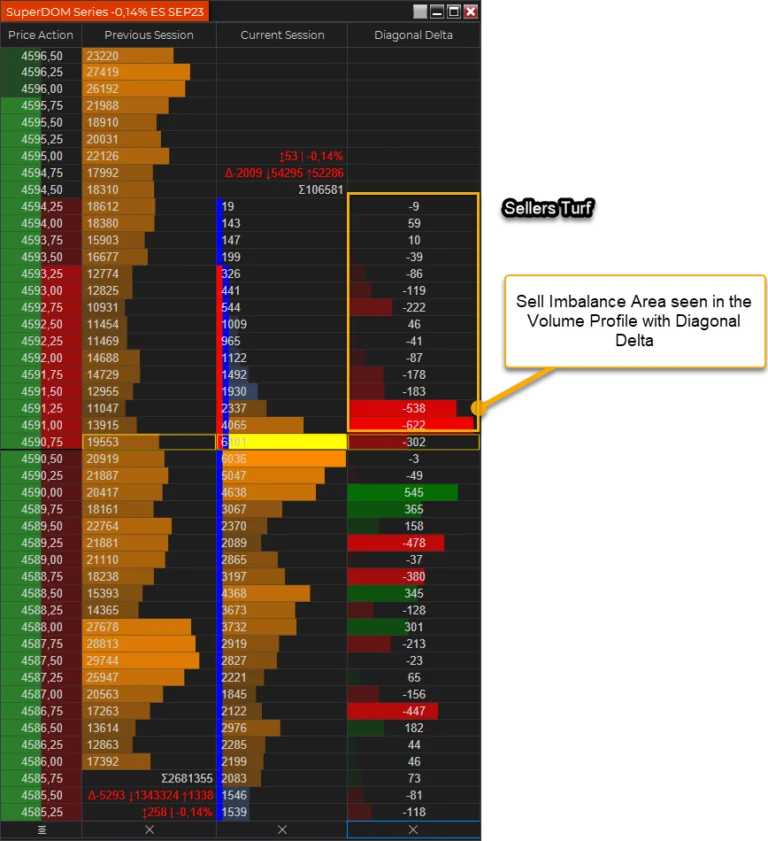 SuperDOM Series -0,14% ES SEP23
Price Action Previous Session Current Session Diagonal Delta
4596,50 23220
4596,25 27419
4596,00 26192
4595,75 21988
4595,50 18910
4595,25 20031
4595,00 22126 ↕53 | -0,14%
4594,75 17992 Δ-2009 ↓54295 ↑52286
4594,50 18310 Σ106581
4594,25 18612 19 -9
Sellers Turf
4594,00 18380 143 59
4593,75 15903 147 10
4593,50 16677 199 -39
4593,25 12774 326 -86
4593,00 12825 441 -119
4592,75 10931 544 -222
4592,50 11454 1009 46
4592,25 11469 965 -41
4592,00 14688 1122 -87
4591,75 14729 1492 -178
4591,50 12955 1930 -183
4591,25 11047 2337 -538
4591,00 13915 4065 -622
Sell Imbalance Area seen in the
Volume Profile with Diagonal
Delta
4590,75 19553 -302
4590,50 20919 6036 -3
4590,25 21887 5047 -49
4590,00 20417 4638 545
4589,75 18161 3067 365
4589,50 22764 2370 158
4589,25 21881 2089 -478
4589,00 21110 2865 -37
4588,75 18238 3197 -380
4588,50 15393 4368 345
4588,25 14365 3673 -128
4588,00 27678 3732 301
4587,75 28813 2919 -213
4587,50 29744 2827 -23
4587,25 25947 2221 65
4587,00 20563 1845 -156
4586,75 17263 2122 -447
4586,50 13614 2976 182
4586,25 12863 2285 44
4586,00 17392 2199 46
4585,75 Σ2681355 2083 73
4585,50 Δ-5293 ↓1343324 ↑1338 1546 -81
4585,25 ↕258 | -0,14% 1539 -118